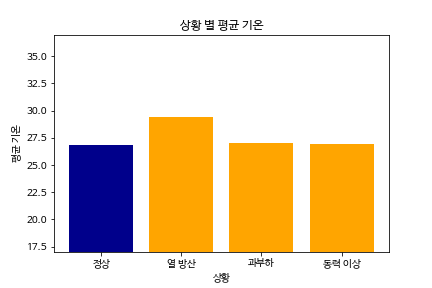 상황 별 평균 기온
평균 기온
35.0
32.5
30.0
27.5
25.0
22.5
20.0
17.5
정상
열 방산
과부하
동력 이상
상황